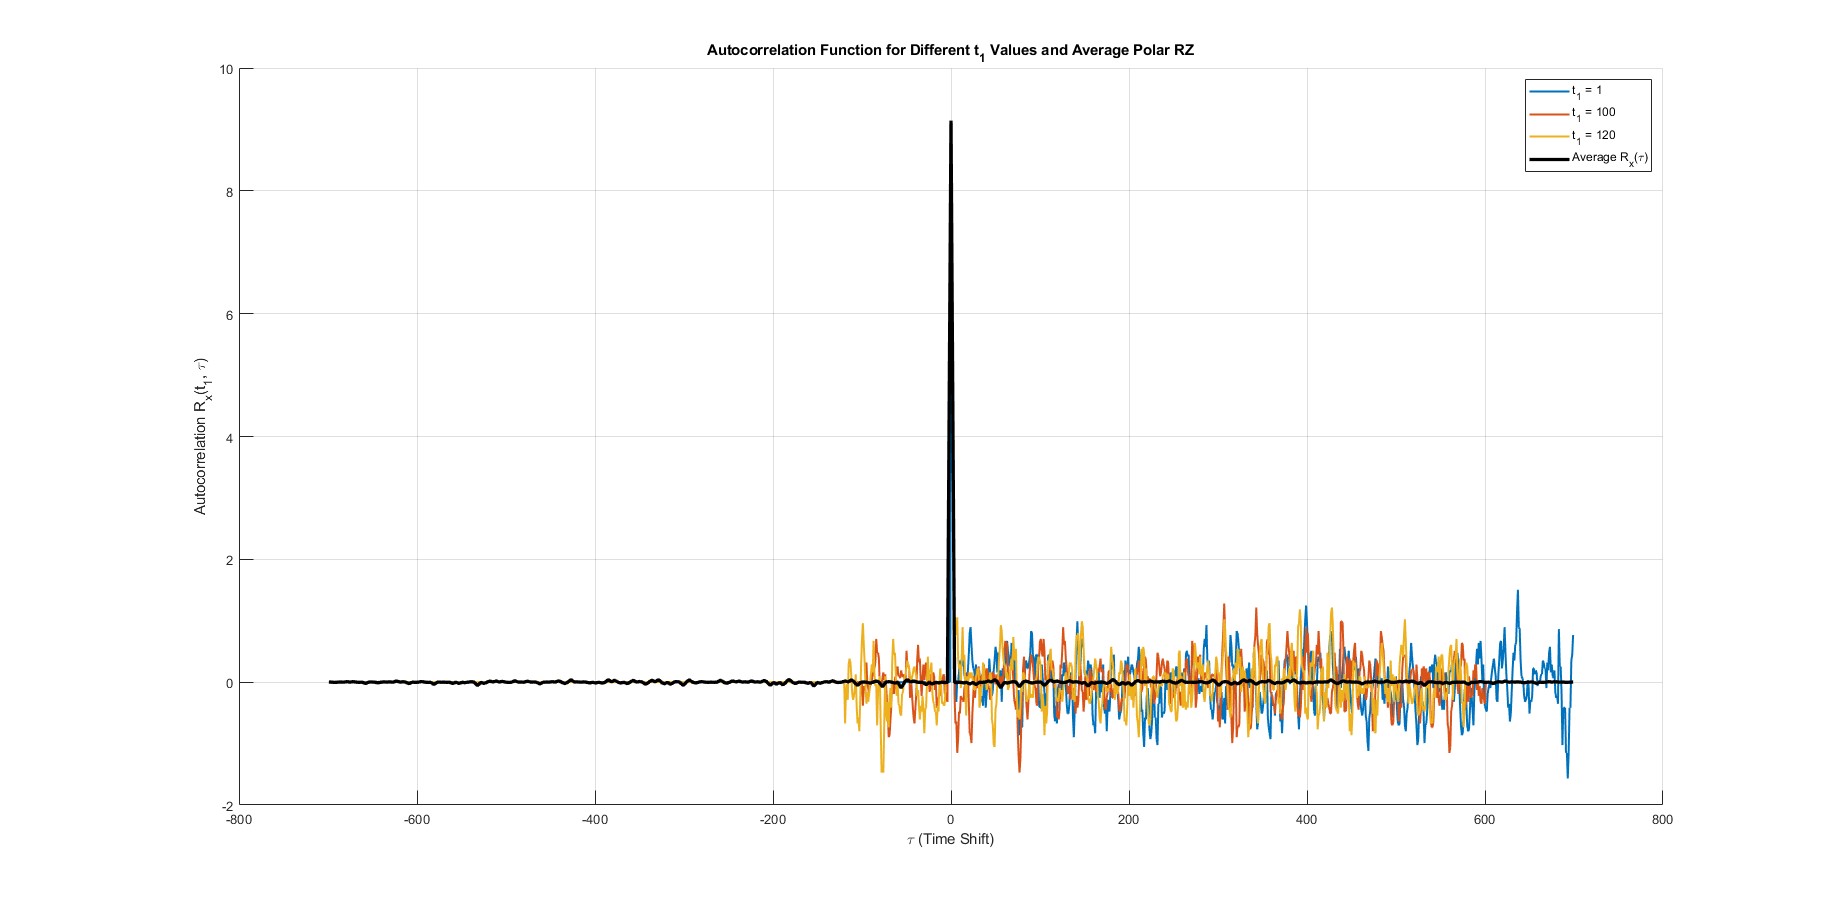 Autocorrelation Function for Different t1 Values and Average Polar RZ
10
8
6
4
2
0
-2
Autocorrelation Rx(t1, τ)
t1 = 1
t1 = 100
t1 = 120
Average Rx(τ)
-800 -600 -400 -200 0 200 400 600 800
τ (Time Shift)